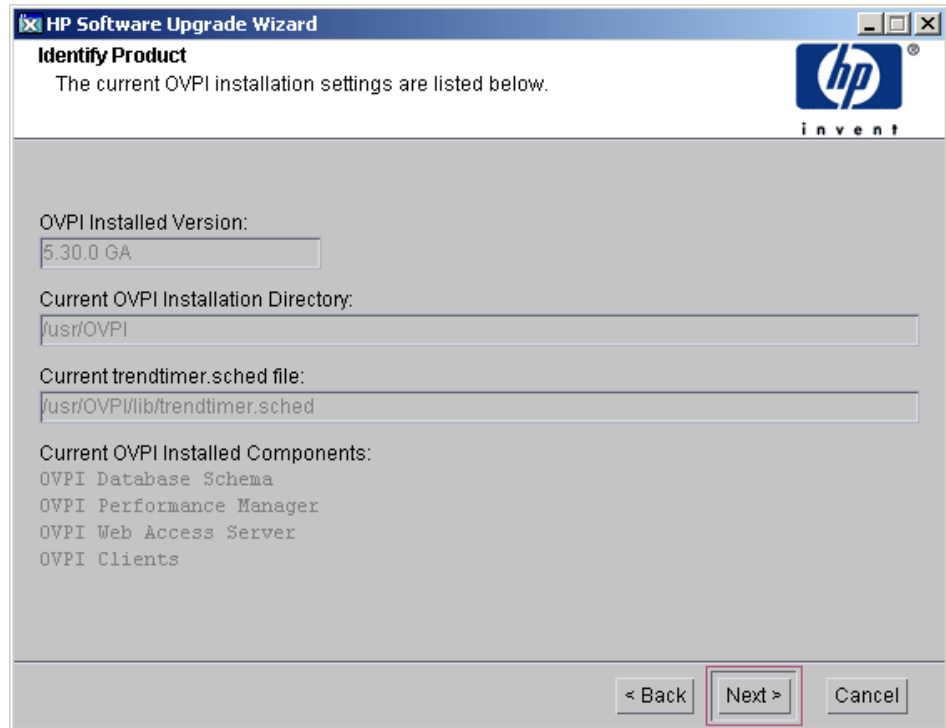 HP Software Upgrade Wizard
Identify Product
The current OVPI installation settings are listed below.
hp
®
invent
OVPI Installed Version:
5.30.0 GA
Current OVPI Installation Directory:
/usr/OVPI
Current trendtimer.sched file:
/usr/OVPI/lib/trendtimer.sched
Current OVPI Installed Components:
OVPI Database Schema
OVPI Performance Manager
OVPI Web Access Server
OVPI Clients
< Back
Next >
Cancel